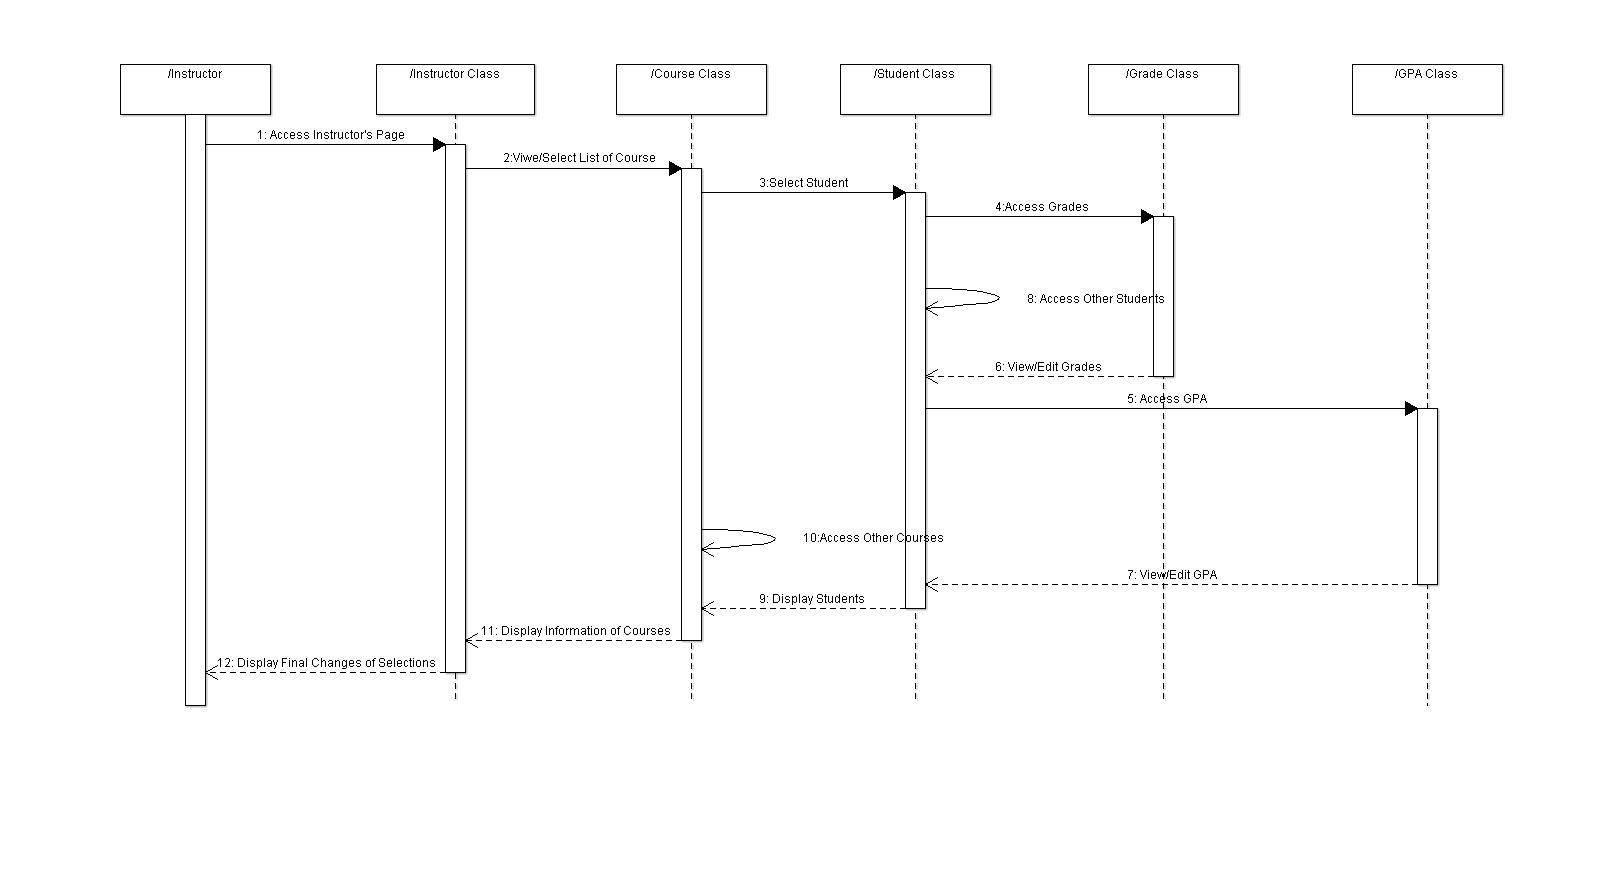 /Instructor
/Instructor Class
/Course Class
/Student Class
/Grade Class
/GPA Class
1: Access Instructor's Page
2:Viwe/Select List of Course
3:Select Student
4:Access Grades
8: Access Other Students
6: View/Edit Grades
5: Access GPA
10:Access Other Courses
7: View/Edit GPA
9: Display Students
11: Display Information of Courses
12: Display Final Changes of Selections